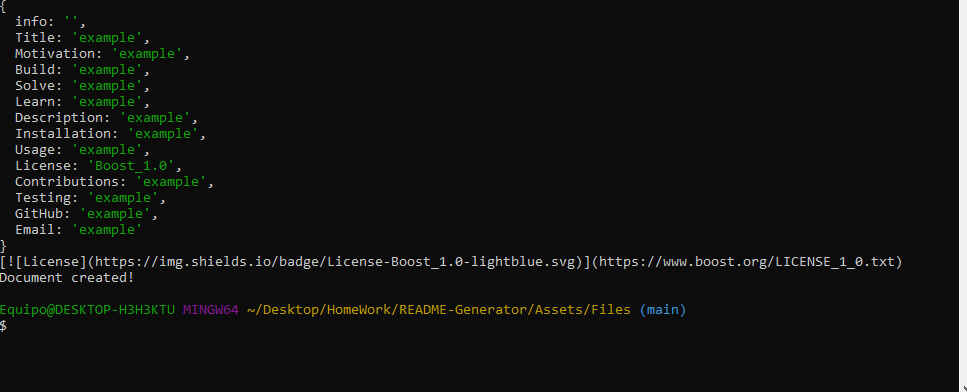 {
  info: '',
  Title: 'example',
  Motivation: 'example',
  Build: 'example',
  Solve: 'example',
  Learn: 'example',
  Description: 'example',
  Installation: 'example',
  Usage: 'example',
  License: 'Boost_1.0',
  Contributions: 'example',
  Testing: 'example',
  GitHub: 'example',
  Email: 'example'
}
[![License](https://img.shields.io/badge/License-Boost_1.0-lightblue.svg)](https://www.boost.org/LICENSE_1_0.txt)
Document created!
Equipo@DESKTOP-H3H3KTU MINGW64 ~/Desktop/HomeWork/README-Generator/Assets/Files (main)
$